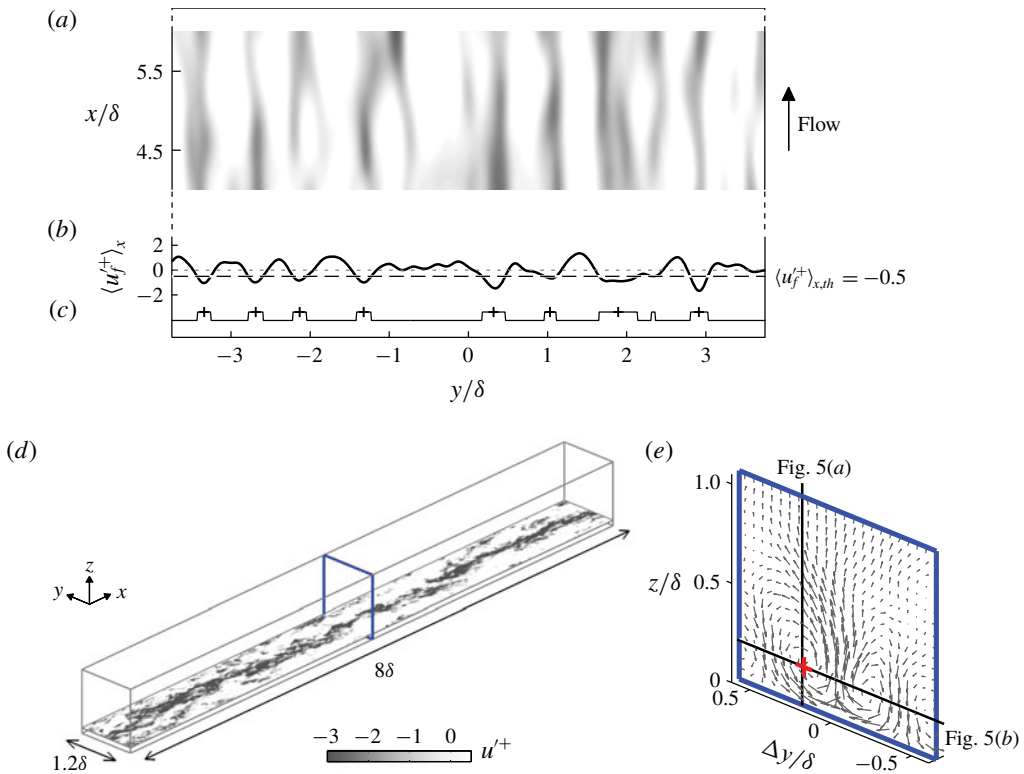 (a)
5.5
x/δ
4.5
Flow
(b)
⟨u′f+⟩x
2
0
−2
⟨u′f+⟩x,th = −0.5
(c)
−3 −2 −1 0 1 2 3
y/δ
(d)
z
y x
8δ
1.2δ
−3 −2 −1 0 u′+
(e)
Fig. 5(a)
1.0
z/δ 0.5
0
0.5
0
−0.5
Δy/δ
Fig. 5(b)